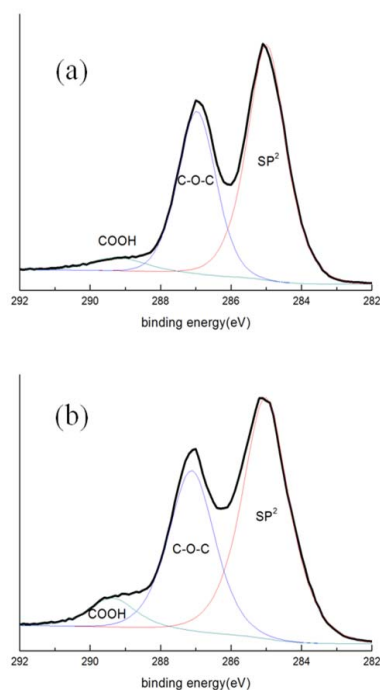 (a)
SP²
C-O-C
COOH
292 290 288 286 284 282
binding energy(eV)
(b)
SP²
C-O-C
COOH
292 290 288 286 284 282
binding energy(eV)